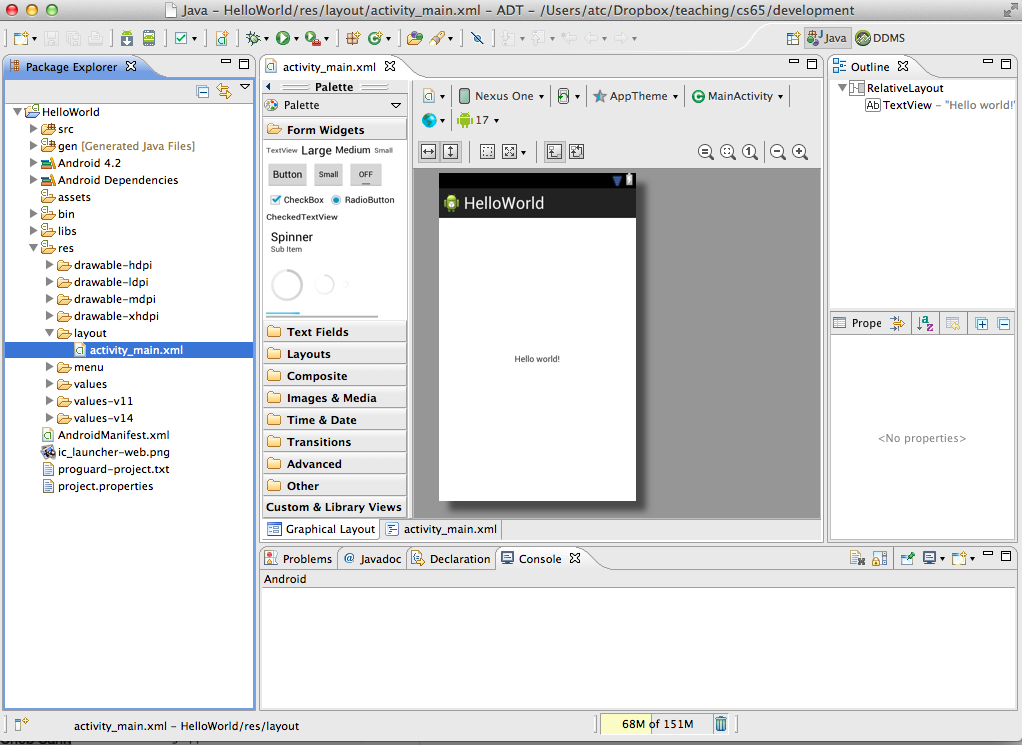 Java – HelloWorld/res/layout/activity_main.xml – ADT – /Users/atc/Dropbox/teaching/cs65/development
Java
DDMS
Package Explorer
HelloWorld
src
gen [Generated Java Files]
Android 4.2
Android Dependencies
assets
bin
libs
res
drawable-hdpi
drawable-ldpi
drawable-mdpi
drawable-xhdpi
layout
activity_main.xml
menu
values
values-v11
values-v14
AndroidManifest.xml
ic_launcher-web.png
proguard-project.txt
project.properties
activity_main.xml
Palette
Palette
Form Widgets
TextView Large Medium Small
Button Small OFF
CheckBox RadioButton
CheckedTextView
Spinner
Sub Item
Text Fields
Layouts
Composite
Images & Media
Time & Date
Transitions
Advanced
Other
Custom & Library Views
Graphical Layout
activity_main.xml
Nexus One
AppTheme
MainActivity
17
HelloWorld
Hello world!
Outline
RelativeLayout
Ab TextView – "Hello world!"
Prope
<No properties>
Problems
@ Javadoc
Declaration
Console
Android
activity_main.xml – HelloWorld/res/layout
68M of 151M